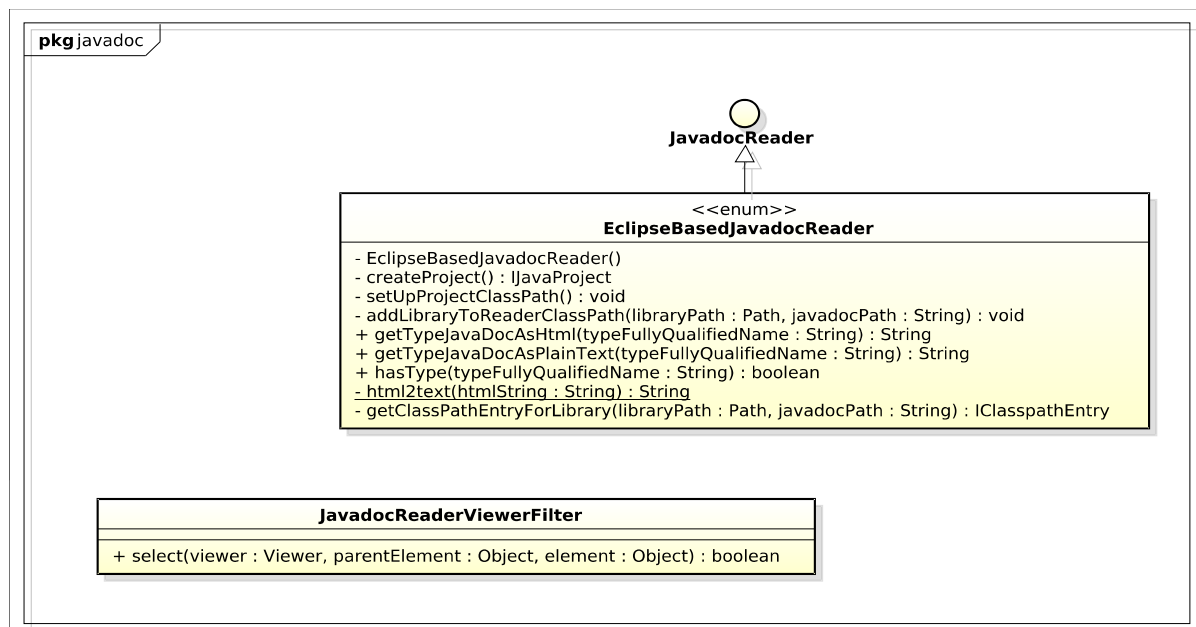 pkg javadoc
JavadocReader
<<enum>>
EclipseBasedJavadocReader
- EclipseBasedJavadocReader()
- createProject() : IJavaProject
- setUpProjectClassPath() : void
- addLibraryToReaderClassPath(libraryPath : Path, javadocPath : String) : void
+ getTypeJavaDocAsHtml(typeFullyQualifiedName : String) : String
+ getTypeJavaDocAsPlainText(typeFullyQualifiedName : String) : String
+ hasType(typeFullyQualifiedName : String) : boolean
- html2text(htmlString : String) : String
- getClassPathEntryForLibrary(libraryPath : Path, javadocPath : String) : IClasspathEntry
JavadocReaderViewerFilter
+ select(viewer : Viewer, parentElement : Object, element : Object) : boolean